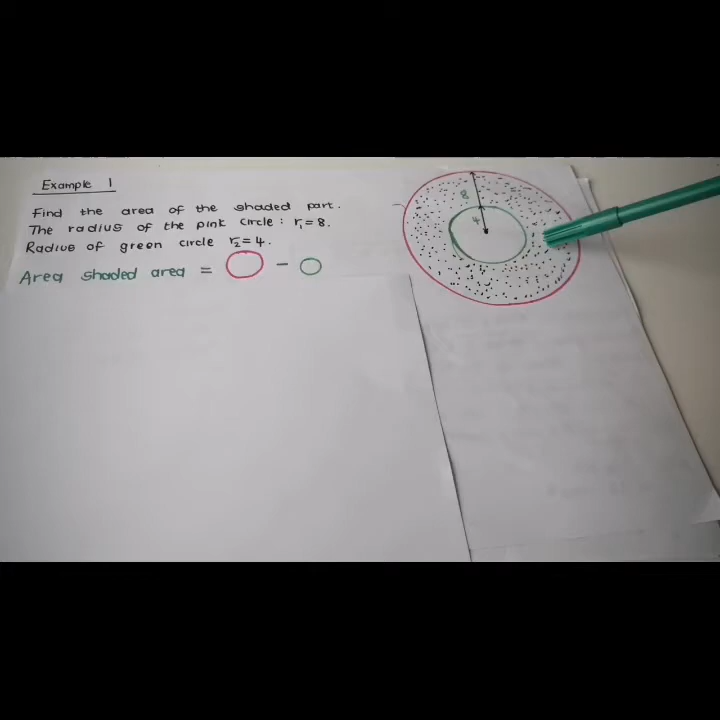 Example 1
Find the area of the shaded part.
The radius of the pink circle : r₁ = 8.
Radius of green circle r₂ = 4.
Area shaded area = ◯ - ◯
8
4